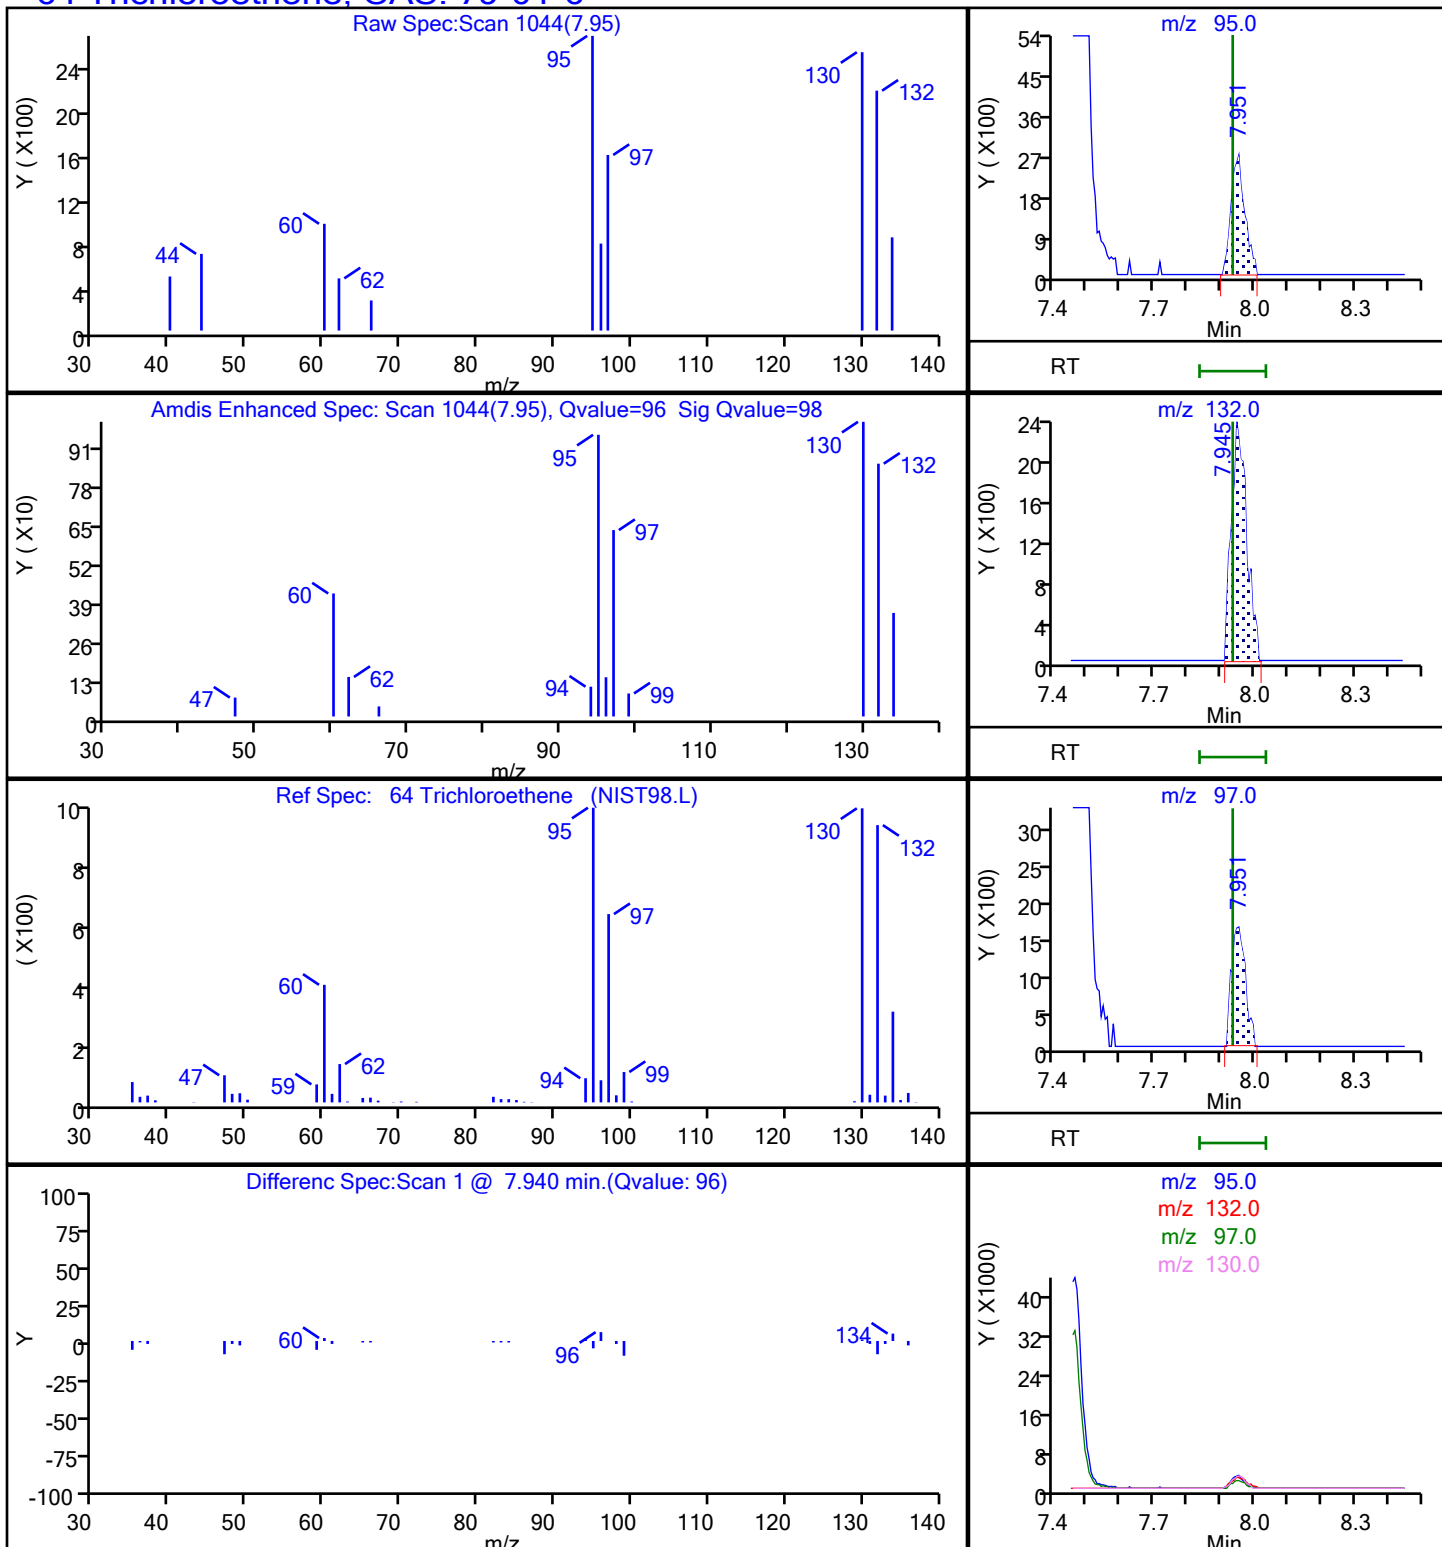 Raw Spec:Scan 1044(7.95)
Y ( X100)
24
20
16
12
8
4
0
44
60
62
95
97
130
132
30 40 50 60 70 80 90 100 110 120 130 140
m/z
m/z 95.0
Y ( X100)
54
45
36
27
18
9
0
7.951
7.4 7.7 8.0 8.3
Min
RT
Amdis Enhanced Spec: Scan 1044(7.95), Qvalue=96 Sig Qvalue=98
Y ( X10)
91
78
65
52
39
26
13
0
47
60
62
94
95
97
99
130
132
30 50 70 90 110 130
m/z
m/z 132.0
Y ( X100)
24
20
16
12
8
4
0
7.945
7.4 7.7 8.0 8.3
Min
RT
Ref Spec: 64 Trichloroethene (NIST98.L)
( X100)
10
8
6
4
2
0
47
59
60
62
94
95
97
99
130
132
30 40 50 60 70 80 90 100 110 120 130 140
m/z 97.0
Y ( X100)
30
25
20
15
10
5
0
7.951
7.4 7.7 8.0 8.3
Min
RT
Differenc Spec:Scan 1 @ 7.940 min.(Qvalue: 96)
Y
100
75
50
25
0
-25
-50
-75
-100
60
96
134
30 40 50 60 70 80 90 100 110 120 130 140
m/z
m/z 95.0
m/z 132.0
m/z 97.0
m/z 130.0
Y ( X1000)
40
32
24
16
8
0
7.4 7.7 8.0 8.3
Min